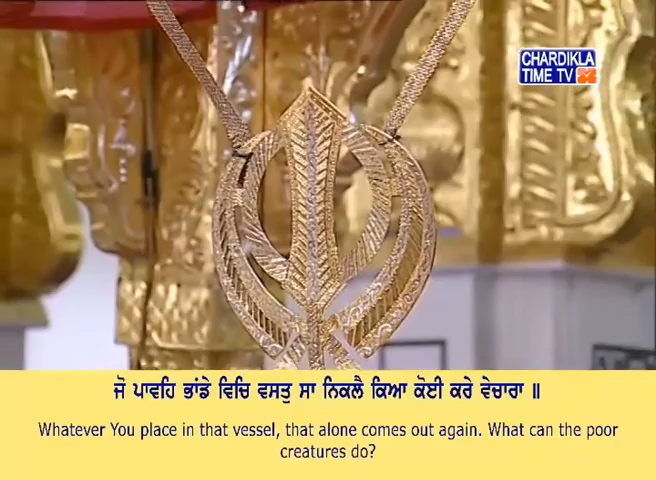 CHARDIKLA
TIME TV
ਜੋ ਪਾਵਹਿ ਭਾਂਡੇ ਵਿਚਿ ਵਸਤੁ ਸਾ ਨਿਕਲੈ ਕਿਆ ਕੋਈ ਕਰੇ ਵੇਚਾਰਾ ॥
Whatever You place in that vessel, that alone comes out again. What can the poor
creatures do?